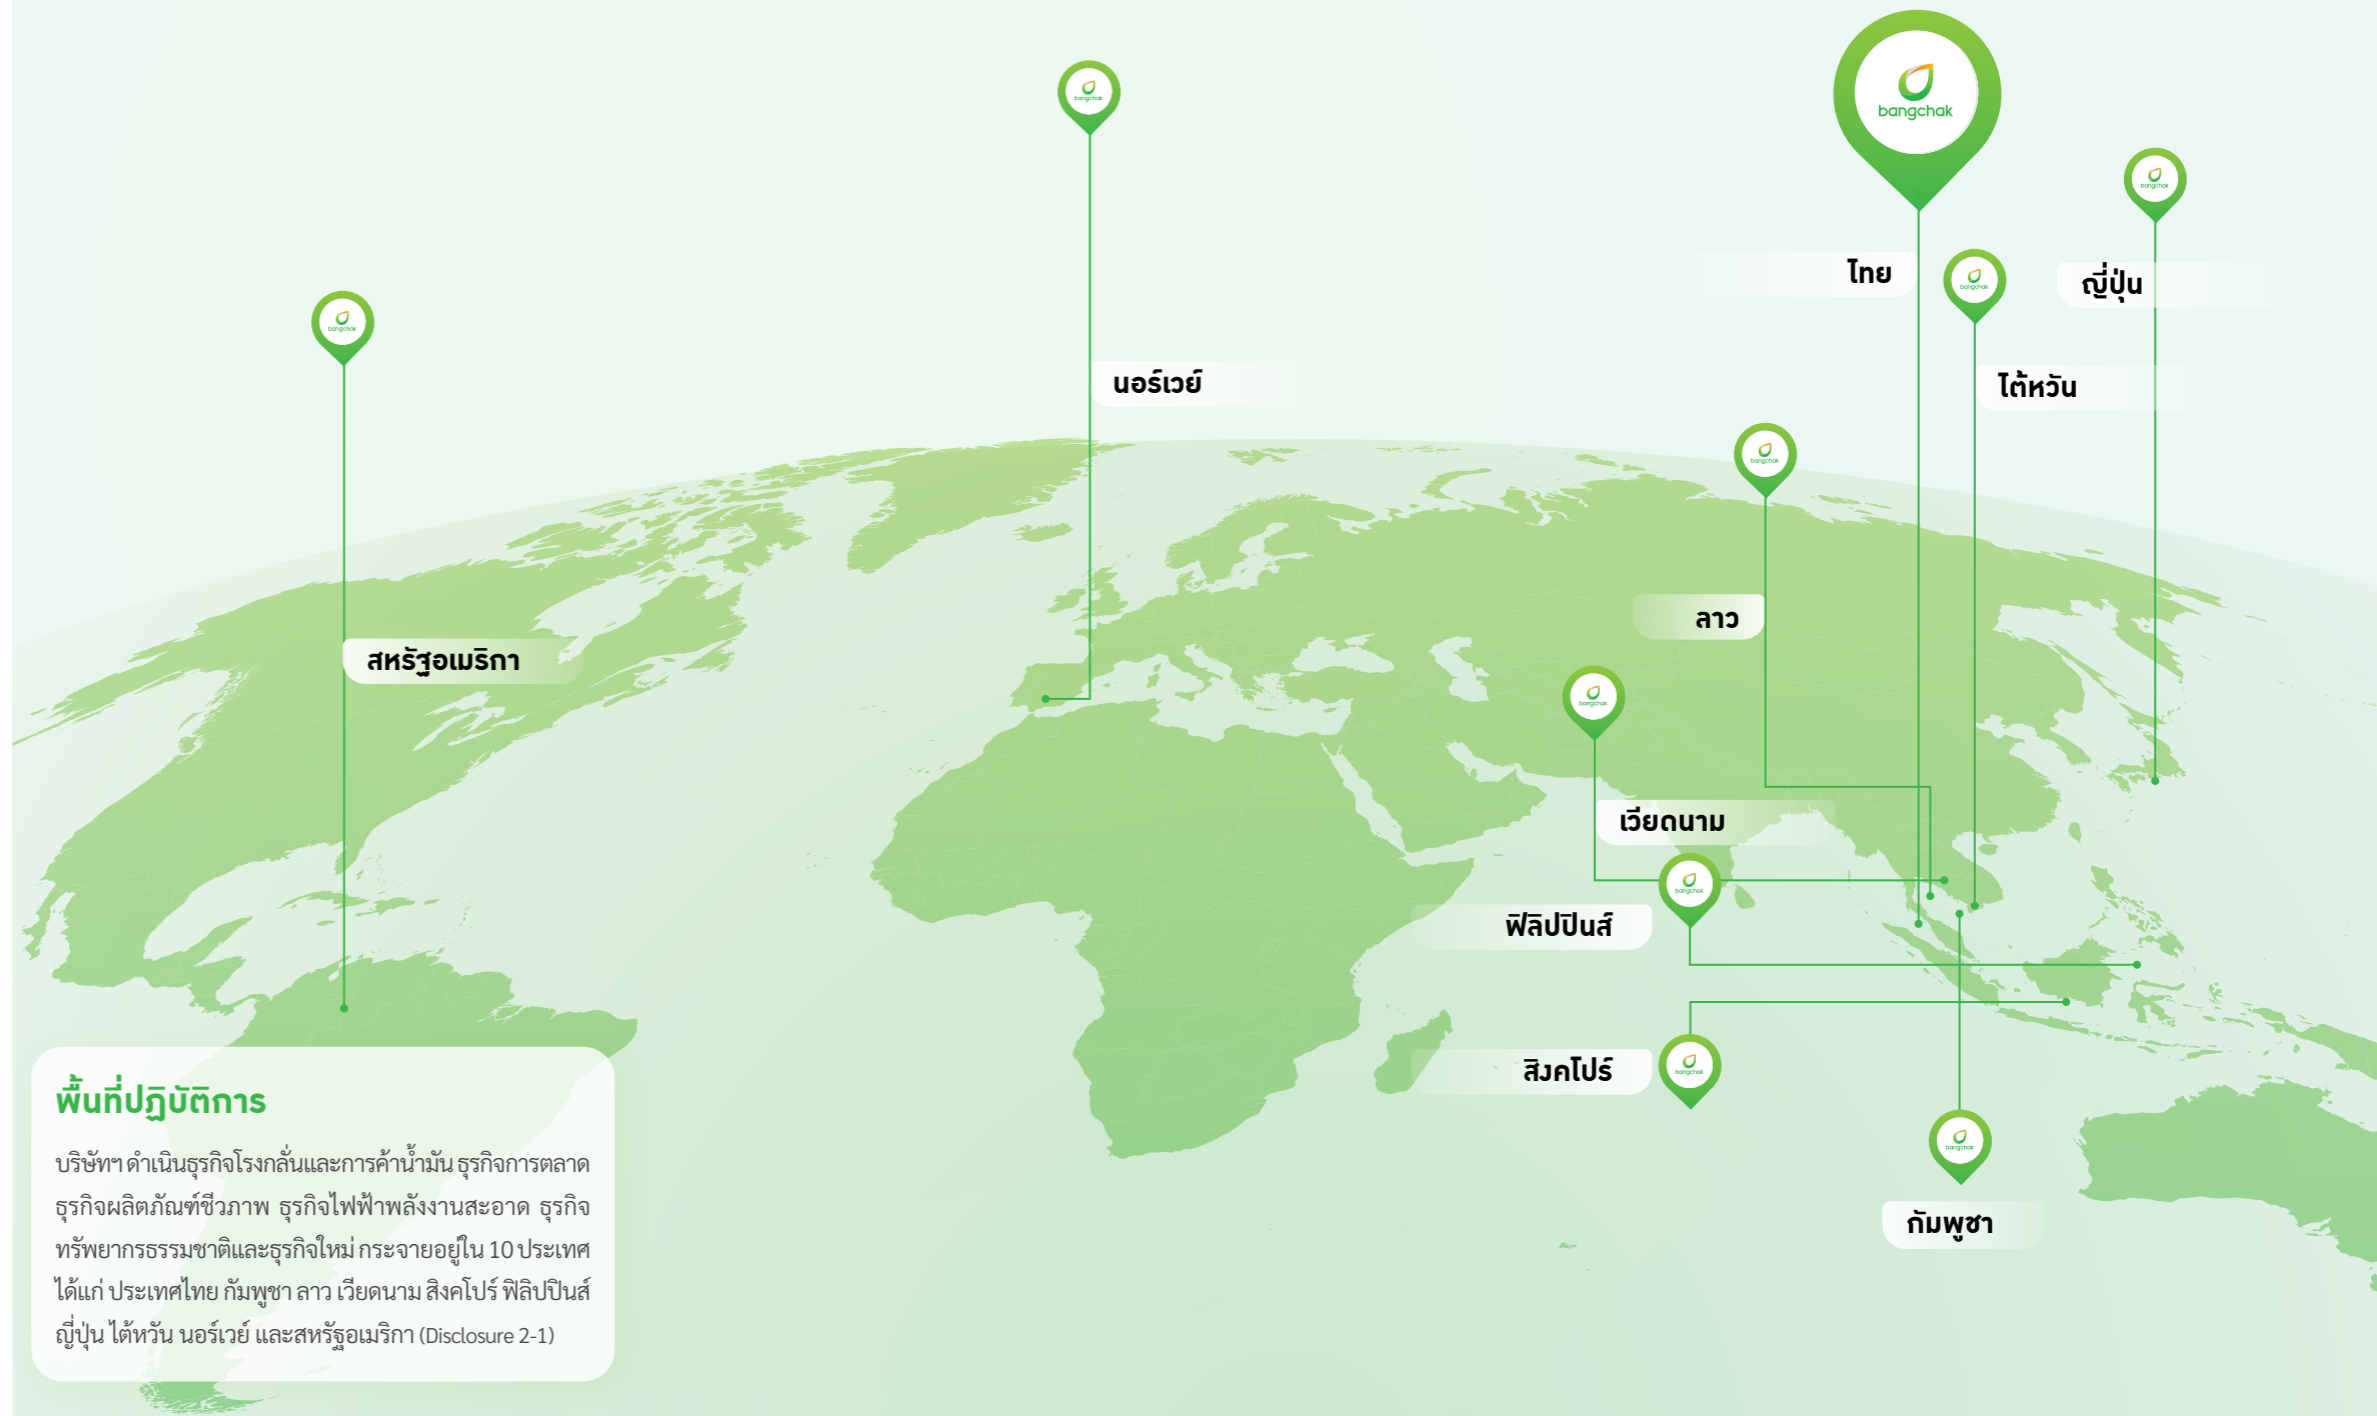 bangchak
bangchak
bangchak
ไทย
bangchak
ญี่ปุ่น
bangchak
นอร์เวย์
ไต้หวัน
bangchak
ลาว
สหรัฐอเมริกา
bangchak
เวียดนาม
bangchak
ฟิลิปปินส์
สิงคโปร์
bangchak
พื้นที่ปฏิบัติการ
บริษัทฯ ดำเนินธุรกิจโรงกลั่นและการค้าน้ำมัน ธุรกิจการตลาด
ธุรกิจผลิตภัณฑ์ชีวภาพ ธุรกิจไฟฟ้าพลังงานสะอาด ธุรกิจ
ทรัพยากรธรรมชาติและธุรกิจใหม่ กระจายอยู่ใน 10 ประเทศ
ได้แก่ ประเทศไทย กัมพูชา ลาว เวียดนาม สิงคโปร์ ฟิลิปปินส์
ญี่ปุ่น ไต้หวัน นอร์เวย์ และสหรัฐอเมริกา (Disclosure 2-1)
bangchak
กัมพูชา